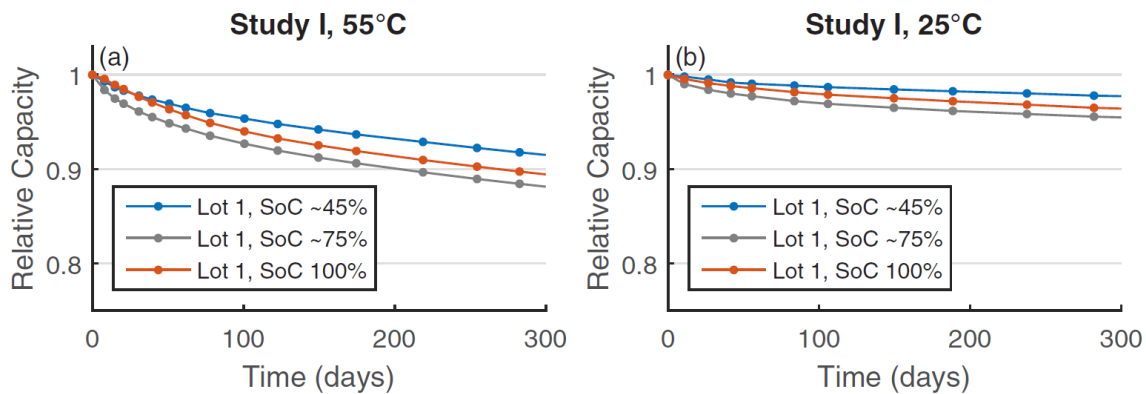 Study I, 55°C
(a)
Relative Capacity
1
0.9
0.8
Lot 1, SoC ~45%
Lot 1, SoC ~75%
Lot 1, SoC 100%
0
100
200
300
Time (days)
Study I, 25°C
(b)
Relative Capacity
1
0.9
0.8
Lot 1, SoC ~45%
Lot 1, SoC ~75%
Lot 1, SoC 100%
0
100
200
300
Time (days)